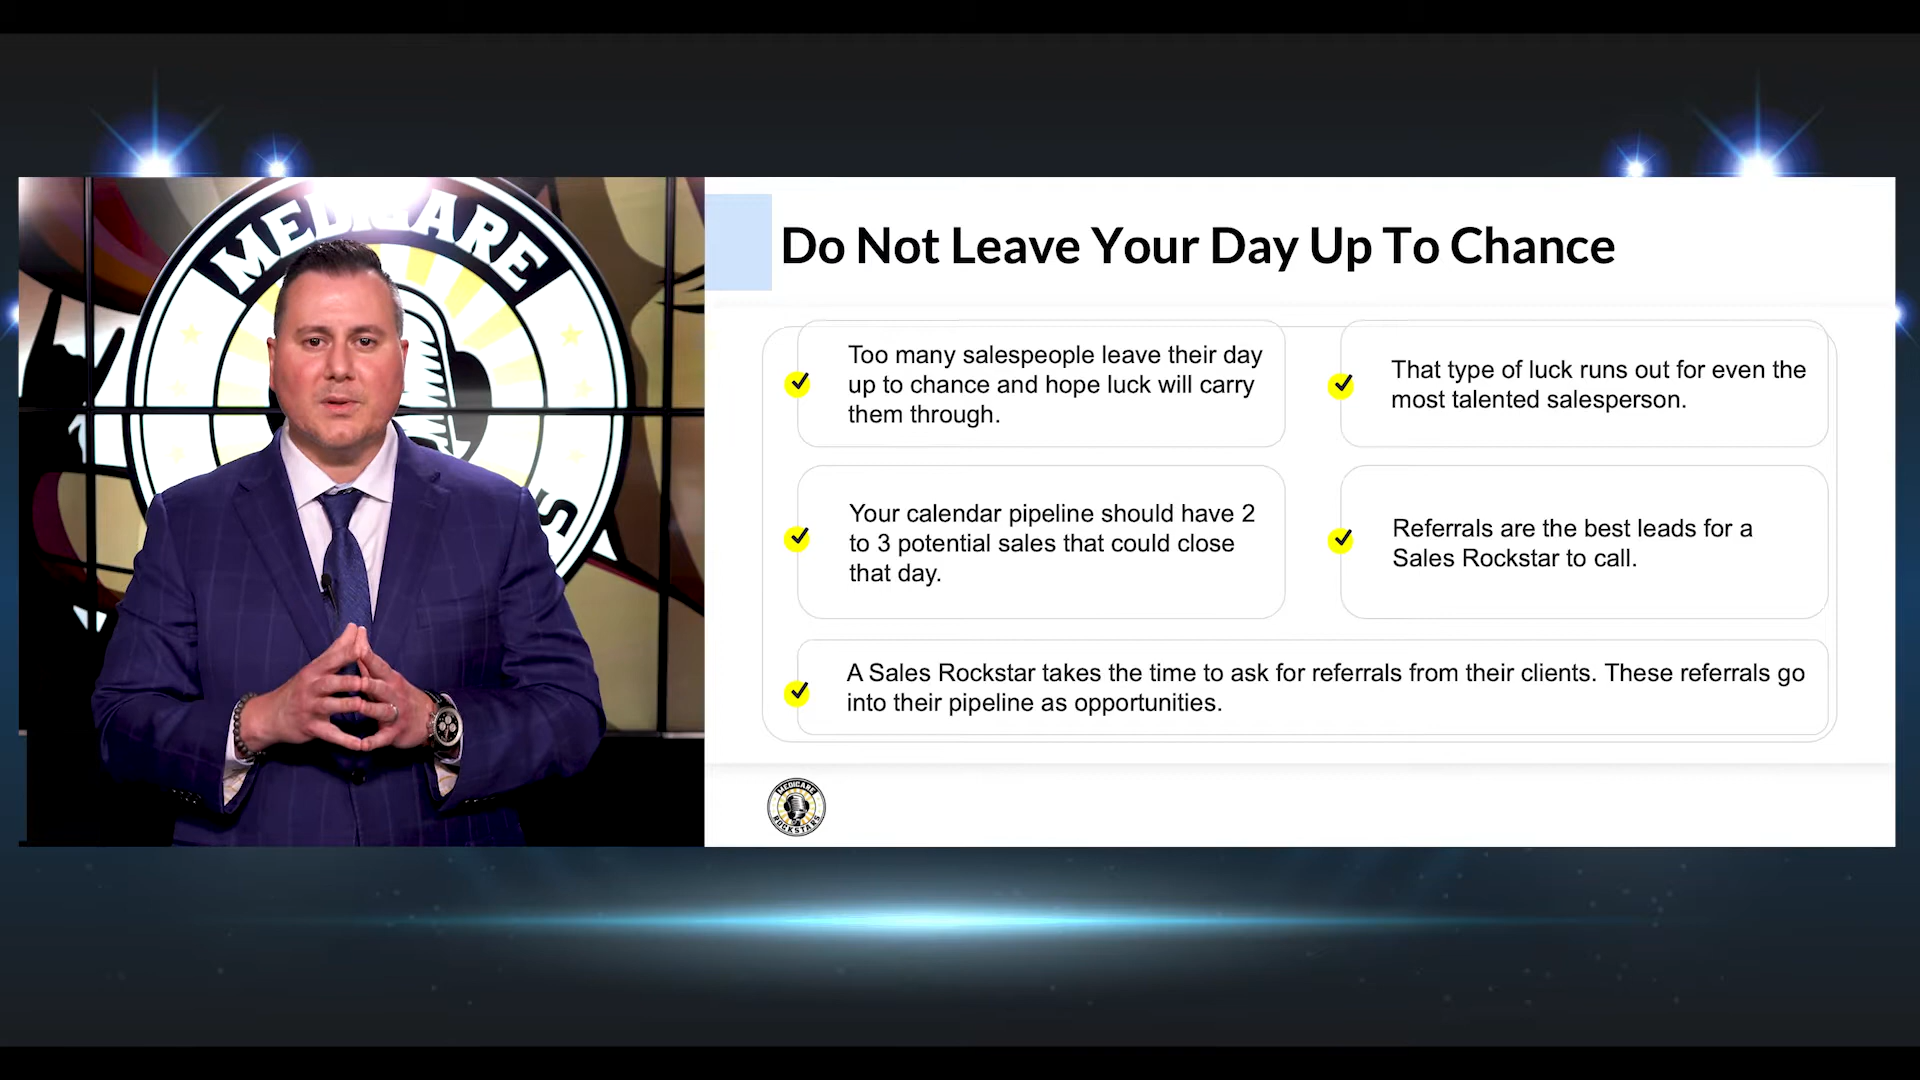 MEDICARE
S
Do Not Leave Your Day Up To Chance
Too many salespeople leave their day
up to chance and hope luck will carry
them through.
That type of luck runs out for even the
most talented salesperson.
Your calendar pipeline should have 2
to 3 potential sales that could close
that day.
Referrals are the best leads for a
Sales Rockstar to call.
A Sales Rockstar takes the time to ask for referrals from their clients. These referrals go
into their pipeline as opportunities.
MEDICARE
ROCKSTARS